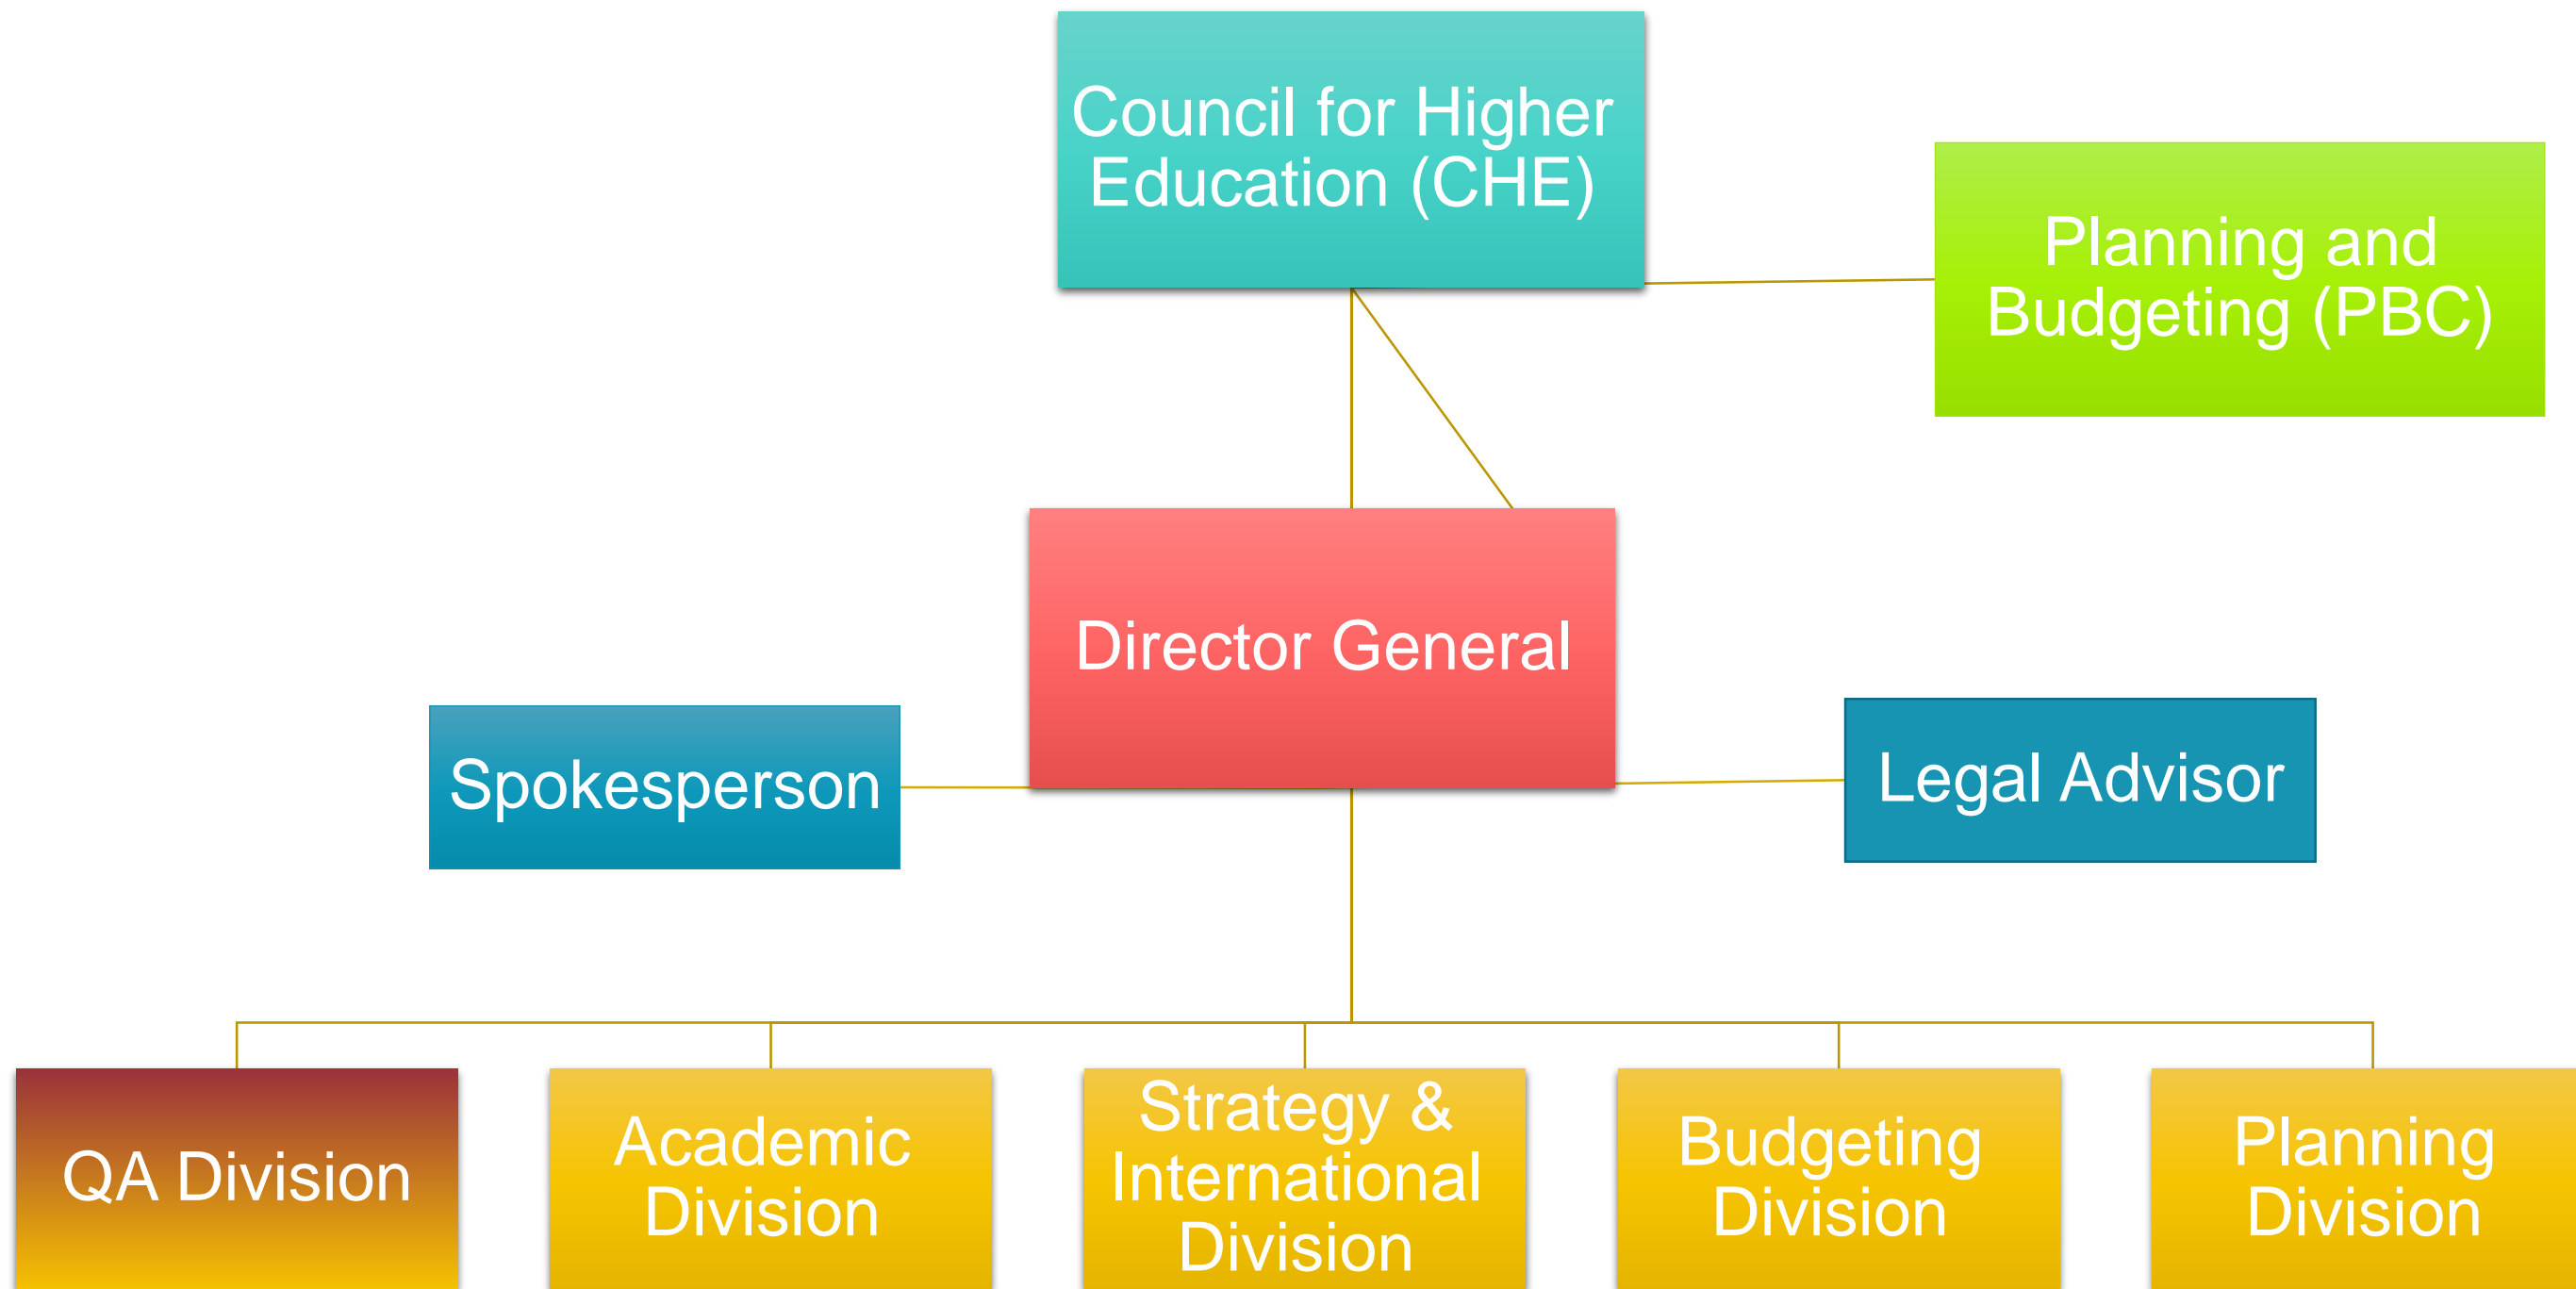 Council for Higher
Education (CHE)
Planning and
Budgeting (PBC)
Director General
Spokesperson
Legal Advisor
QA Division
Academic
Division
Strategy &
International
Division
Budgeting
Division
Planning
Division